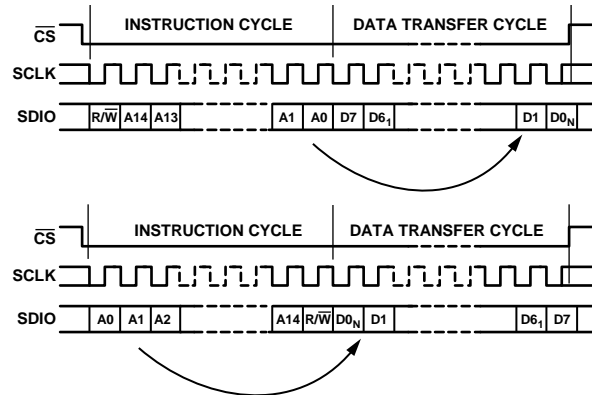 INSTRUCTION CYCLE DATA TRANSFER CYCLE
CS
SCLK
SDIO R/W A14 A13 A1 A0 D7 D61 D1 D0N
INSTRUCTION CYCLE DATA TRANSFER CYCLE
CS
SCLK
SDIO A0 A1 A2 A14 R/W D0N D1 D61 D7